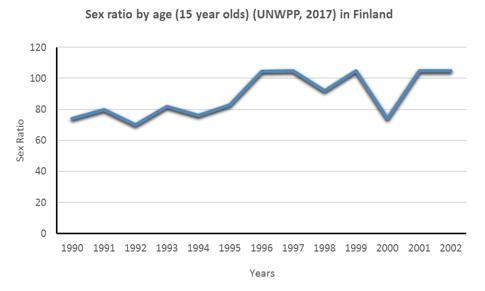 Sex ratio by age (15 year olds) (UNWPP, 2017) in Finland
120
100
80
60
40
20
0
Sex Ratio
1990 1991 1992 1993 1994 1995 1996 1997 1998 1999 2000 2001 2002
Years